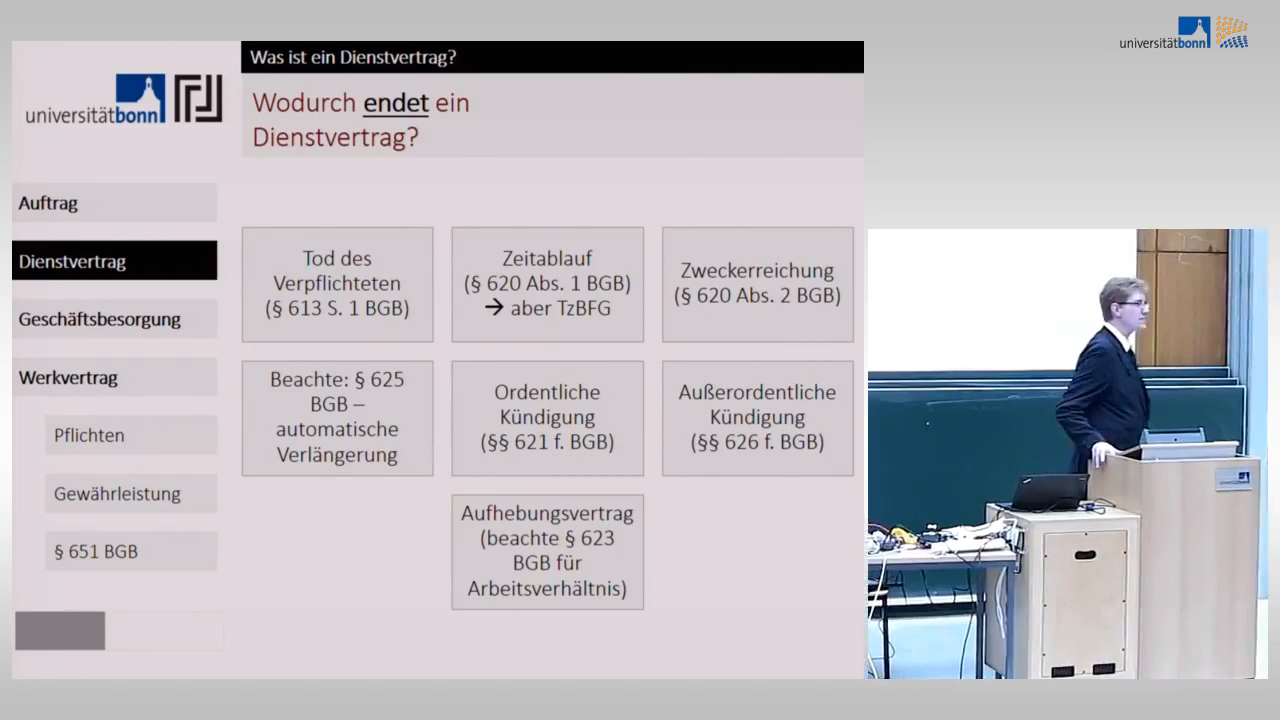 universitätbonn
Was ist ein Dienstvertrag?
universitätbonn
Wodurch endet ein
Dienstvertrag?
Auftrag
Dienstvertrag
Geschäftsbesorgung
Werkvertrag
Pflichten
Gewährleistung
§ 651 BGB
Tod des
Verpflichteten
(§ 613 S. 1 BGB)
Zeitablauf
(§ 620 Abs. 1 BGB)
→ aber TzBFG
Zweckerreichung
(§ 620 Abs. 2 BGB)
Beachte: § 625
BGB –
automatische
Verlängerung
Ordentliche
Kündigung
(§§ 621 f. BGB)
Außerordentliche
Kündigung
(§§ 626 f. BGB)
Aufhebungsvertrag
(beachte § 623
BGB für
Arbeitsverhältnis)